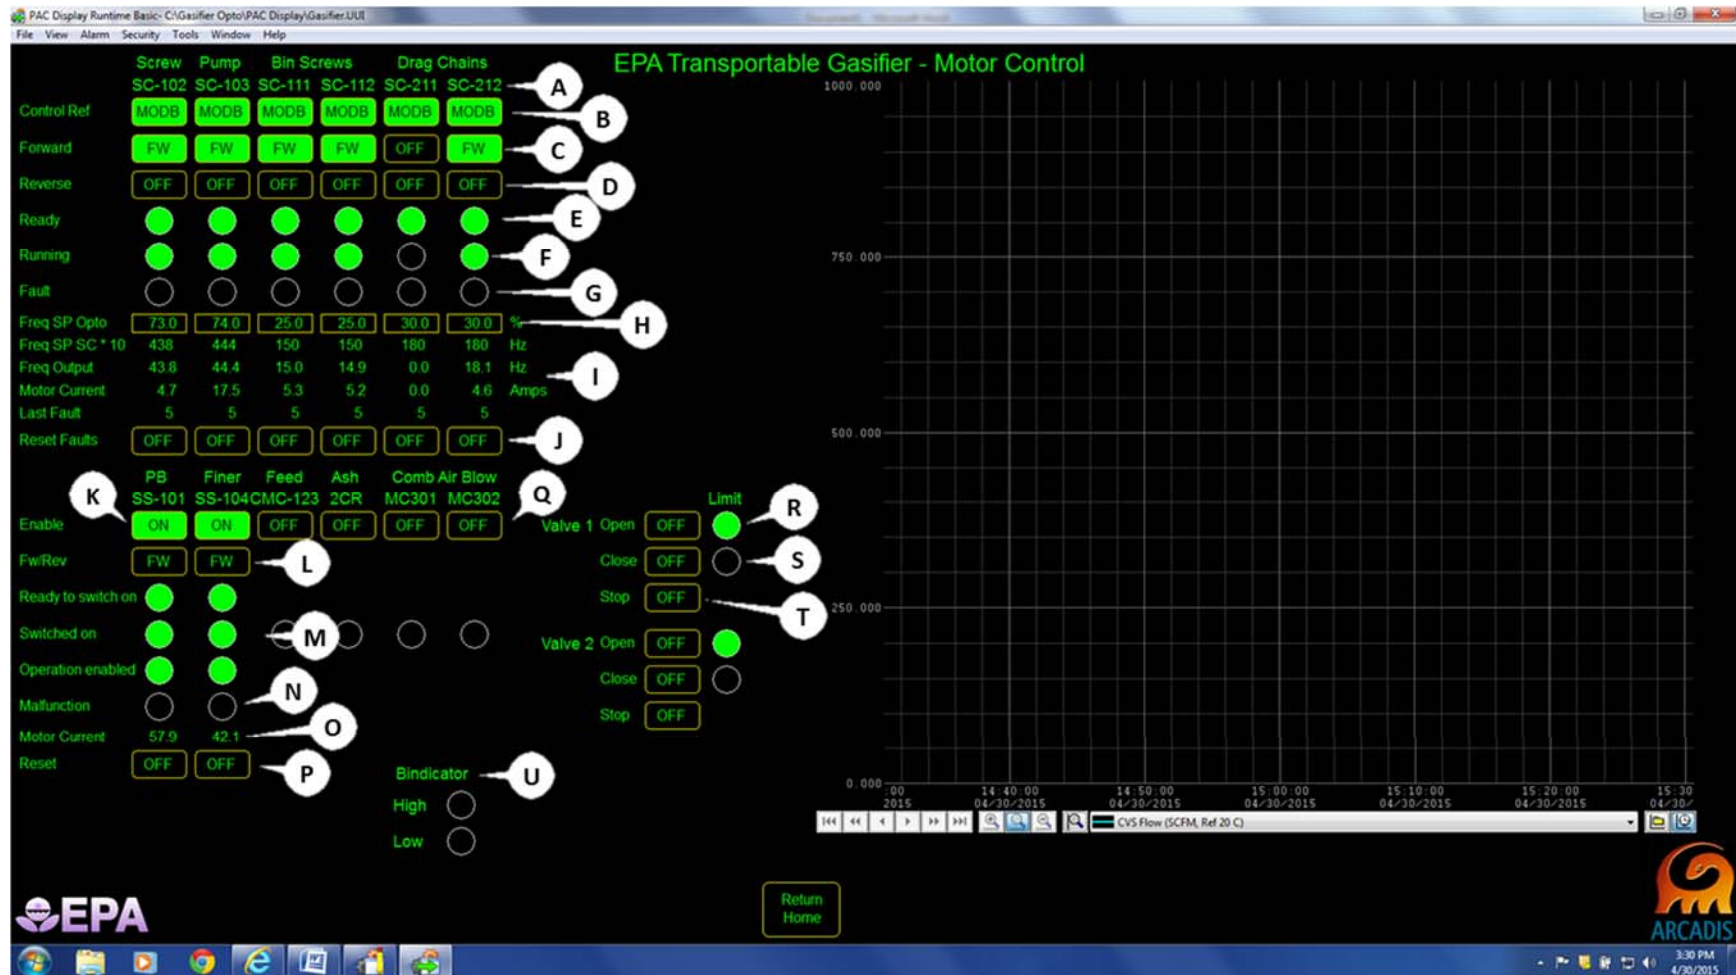 PAC Display Runtime Basic- C:\Gasifier Opto\PAC Display\Gasifier.UUI
File View Alarm Security Tools Window Help
EPA Transportable Gasifier - Motor Control
Screw Pump Bin Screws Drag Chains
SC-102 SC-103 SC-111 SC-112 SC-211 SC-212 A
Control Ref MODB MODB MODB MODB MODB MODB B
Forward FW FW FW FW OFF FW C
Reverse OFF OFF OFF OFF OFF OFF D
Ready E
Running F
Fault G
Freq SP Opto 73.0 74.0 25.0 25.0 30.0 30.0 % H
Freq SP SC * 10 438 444 150 150 180 180 Hz
Freq Output 43.8 44.4 15.0 14.9 0.0 18.1 Hz I
Motor Current 4.7 17.5 5.3 5.2 0.0 4.6 Amps
Last Fault 5 5 5 5 5 5
Reset Faults OFF OFF OFF OFF OFF OFF J
PB Finer Feed Ash Comb Air Blow
K SS-101 SS-104 CMC-123 2CR MC301 MC302 Q
Enable ON ON OFF OFF OFF OFF
Fw/Rev FW FW L
Ready to switch on
Switched on M
Operation enabled
Malfunction N
Motor Current 57.9 42.1 O
Reset OFF OFF P
Limit
Valve 1 Open OFF R
Close OFF S
Stop OFF T
Valve 2 Open OFF
Close OFF
Stop OFF
Bindicator U
High
Low
1000.000
750.000
500.000
250.000
0.000
:00 14:40:00 14:50:00 15:00:00 15:10:00 15:20:00 15:30
2015 04/30/2015 04/30/2015 04/30/2015 04/30/2015 04/30/2015 04/30/
CVS Flow (SCFM, Ref 20 C)
Return
Home
EPA
ARCADIS
3:30 PM
4/30/2015